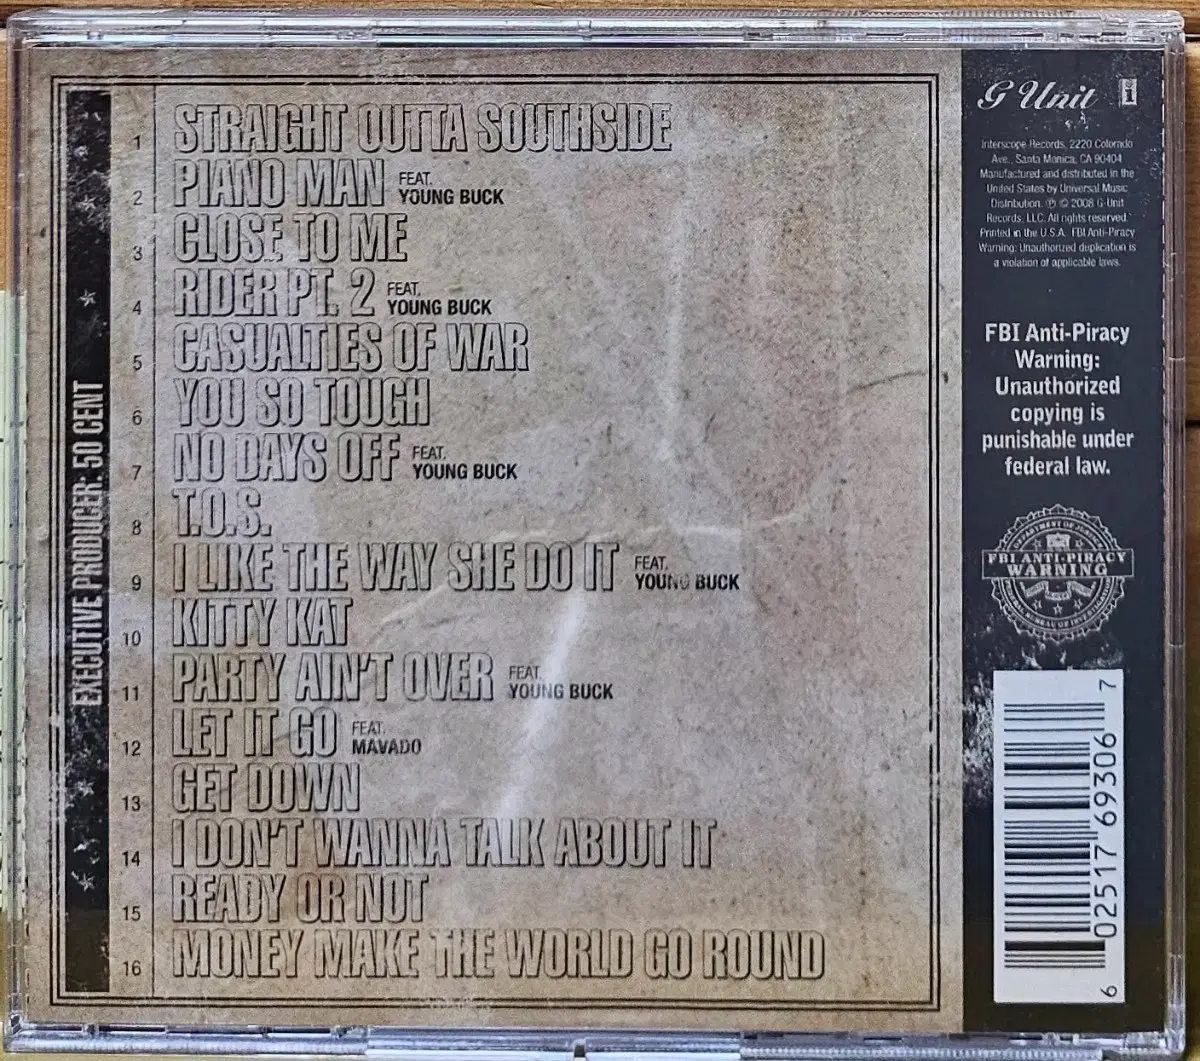 EXECUTIVE PRODUCER: 50 CENT
1 STRAIGHT OUTTA SOUTHSIDE
2 PIANO MAN FEAT. YOUNG BUCK
3 CLOSE TO ME
4 RIDER PT. 2 FEAT. YOUNG BUCK
5 CASUALTIES OF WAR
6 YOU SO TOUGH
7 NO DAYS OFF FEAT. YOUNG BUCK
8 T.O.S.
9 I LIKE THE WAY SHE DO IT FEAT. YOUNG BUCK
10 KITTY KAT
11 PARTY AIN'T OVER FEAT. YOUNG BUCK
12 LET IT GO FEAT. MAVADO
13 GET DOWN
14 I DON'T WANNA TALK ABOUT IT
15 READY OR NOT
16 MONEY MAKE THE WORLD GO ROUND
G Unit i
Interscope Records, 2220 Colorado
Ave., Santa Monica, CA 90404
Manufactured and distributed in the
United States by Universal Music
Distribution. ℗ © 2008 G-Unit
Records, LLC. All rights reserved.
Printed in the U.S.A. FBI Anti-Piracy
Warning: Unauthorized duplication is
a violation of applicable laws.
FBI Anti-Piracy
Warning:
Unauthorized
copying is
punishable under
federal law.
DEPARTMENT OF JUSTICE
FBI ANTI-PIRACY
WARNING
FEDERAL BUREAU OF INVESTIGATION
6 02517 69306 7